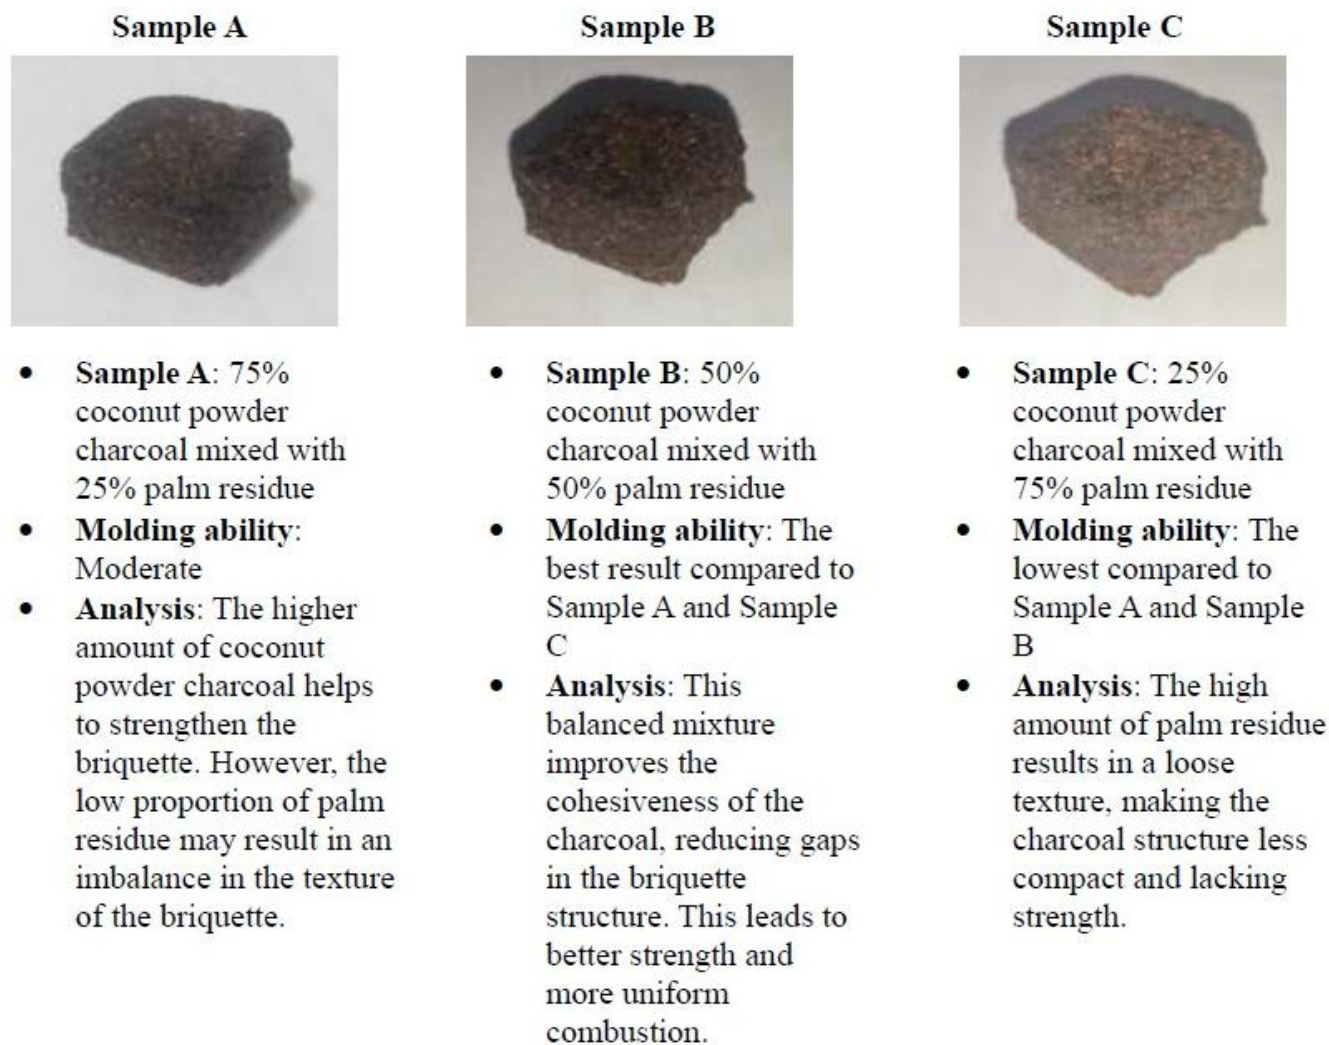 Sample A
Sample B
Sample C
• Sample A: 75%
coconut powder
charcoal mixed with
25% palm residue
• Molding ability:
Moderate
• Analysis: The higher
amount of coconut
powder charcoal helps
to strengthen the
briquette. However, the
low proportion of palm
residue may result in an
imbalance in the texture
of the briquette.
• Sample B: 50%
coconut powder
charcoal mixed with
50% palm residue
• Molding ability: The
best result compared to
Sample A and Sample
C
• Analysis: This
balanced mixture
improves the
cohesiveness of the
charcoal, reducing gaps
in the briquette
structure. This leads to
better strength and
more uniform
combustion.
• Sample C: 25%
coconut powder
charcoal mixed with
75% palm residue
• Molding ability: The
lowest compared to
Sample A and Sample
B
• Analysis: The high
amount of palm residue
results in a loose
texture, making the
charcoal structure less
compact and lacking
strength.